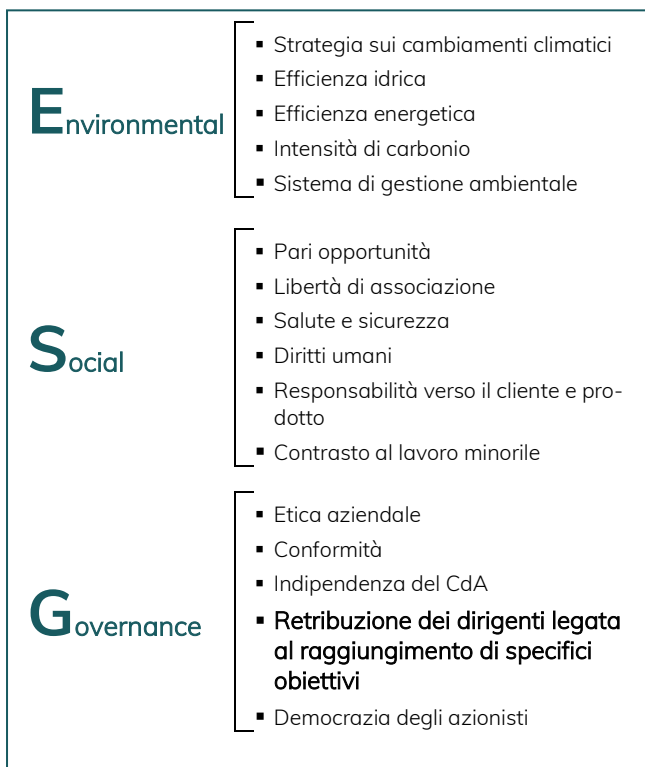 Environmental
▪ Strategia sui cambiamenti climatici
▪ Efficienza idrica
▪ Efficienza energetica
▪ Intensità di carbonio
▪ Sistema di gestione ambientale
Social
▪ Pari opportunità
▪ Libertà di associazione
▪ Salute e sicurezza
▪ Diritti umani
▪ Responsabilità verso il cliente e pro-
dotto
▪ Contrasto al lavoro minorile
Governance
▪ Etica aziendale
▪ Conformità
▪ Indipendenza del CdA
▪ Retribuzione dei dirigenti legata
al raggiungimento di specifici
obiettivi
▪ Democrazia degli azionisti